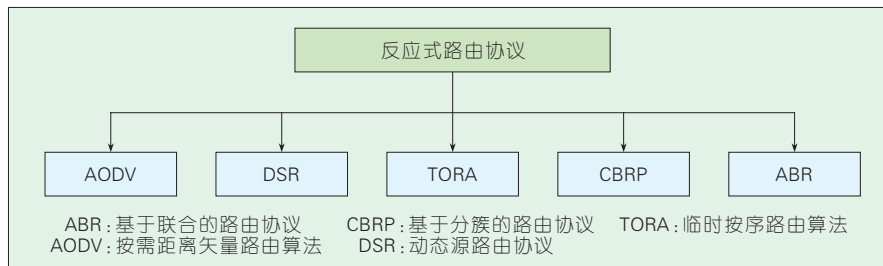 反应式路由协议
AODV DSR TORA CBRP ABR
ABR:基于联合的路由协议 CBRP:基于分簇的路由协议 TORA:临时按序路由算法
AODV:按需距离矢量路由算法 DSR:动态源路由协议